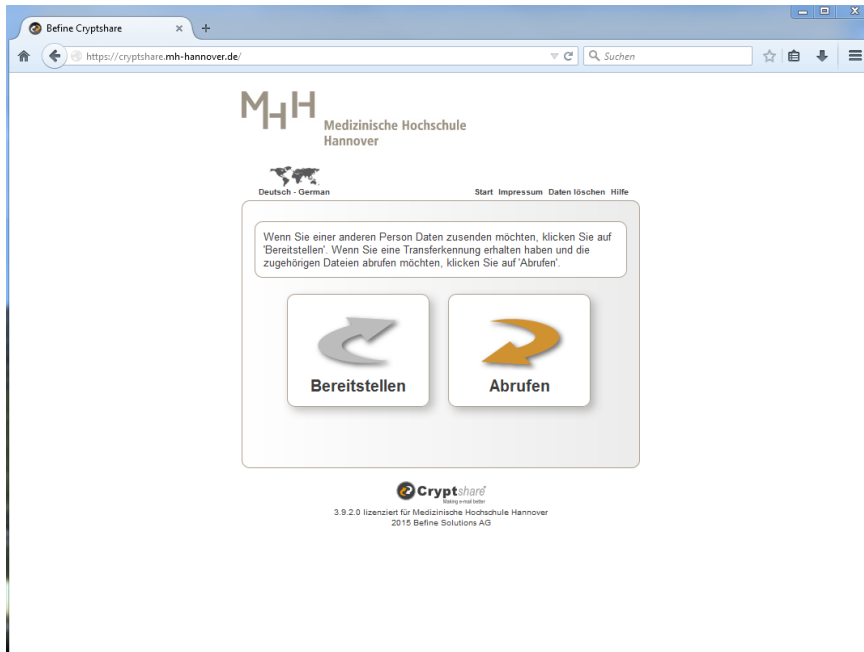 Befine Cryptshare
https://cryptshare.mh-hannover.de/
Suchen
MHH
Medizinische Hochschule
Hannover
Deutsch - German
Start Impressum Daten löschen Hilfe
Wenn Sie einer anderen Person Daten zusenden möchten, klicken Sie auf
'Bereitstellen'. Wenn Sie eine Transferkennung erhalten haben und die
zugehörigen Dateien abrufen möchten, klicken Sie auf 'Abrufen'.
Bereitstellen
Abrufen
Cryptshare
Making e-mail better
3.9.2.0 lizenziert für Medizinische Hochschule Hannover
2015 Befine Solutions AG